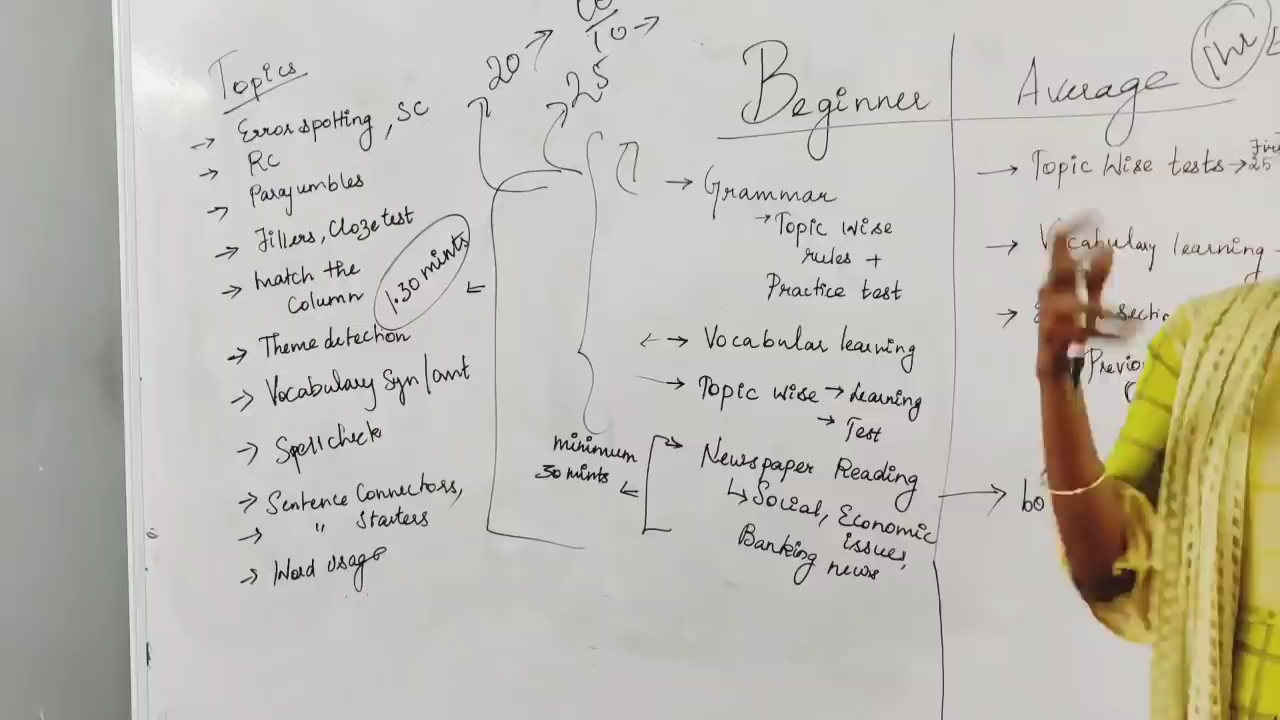 Topics
→ Error spotting, SC
→ RC
→ Parajumbles
→ Fillers, Cloze test
→ Match the
Column
→ Theme detection
→ Vocabulary Syn/ant
→ Spellcheck
→ Sentence Connectors,
→ " Starters
→ Word usage
1.30 mints
20 →
10 →
25
Beginner
→ Grammar
→ Topic wise
rules +
Practice test
→ Vocabular learning
→ Topic wise → Learning
→ Test
minimum
30 mints
Newspaper Reading
↳ Social, Economic
issues,
Banking news
Average
1hr
→ Topic Wise tests →
25
→ Vocabulary learning -
→
Previo